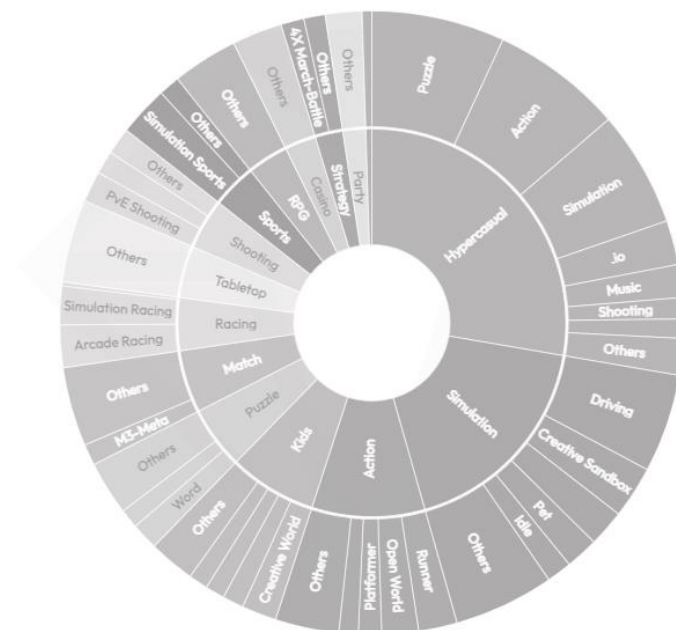 Hypercasual
Puzzle
Action
Simulation
.io
Music
Shooting
Others
Simulation
Driving
Creative Sandbox
Pet
Idle
Others
Action
Runner
Open World
Platformer
Others
Kids
Creative World
Others
Puzzle
Word
Others
Match
M3-Meta
Others
Racing
Arcade Racing
Simulation Racing
Tabletop
Others
Shooting
PvE Shooting
Others
Sports
Simulation Sports
Others
RPG
Others
Casino
Others
Strategy
4X March-Battle
Others
Party
Others